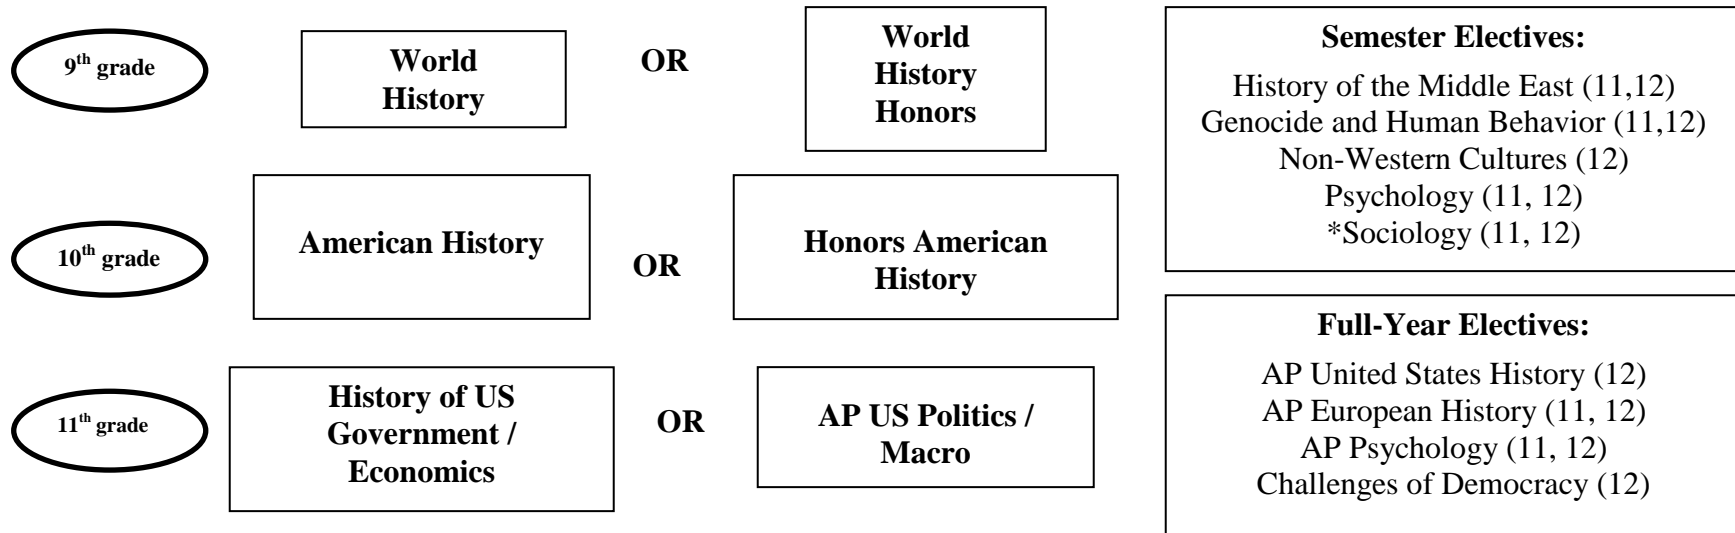 9th grade
World
History
OR
World
History
Honors
10th grade
American History
OR
Honors American
History
11th grade
History of US
Government /
Economics
OR
AP US Politics /
Macro
Semester Electives:
History of the Middle East (11,12)
Genocide and Human Behavior (11,12)
Non-Western Cultures (12)
Psychology (11, 12)
*Sociology (11, 12)
Full-Year Electives:
AP United States History (12)
AP European History (11, 12)
AP Psychology (11, 12)
Challenges of Democracy (12)